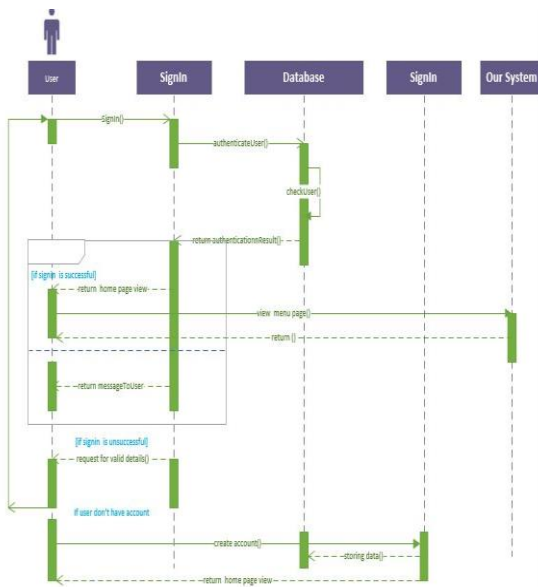 User
SignIn
Database
SignIn
Our System
SignIn()
authenticateUser()
checkUser()
return authenticationnResult()
[if signin is successful]
return home page view
view menu page()
return ()
return messageToUser
[if signin is unsuccessful]
request for valid details()
If user don't have account
create account()
storing data()
return home page view